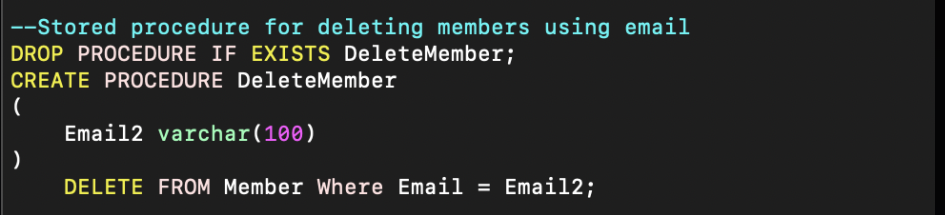 --Stored procedure for deleting members using email
DROP PROCEDURE IF EXISTS DeleteMember;
CREATE PROCEDURE DeleteMember
(
    Email2 varchar(100)
)
    DELETE FROM Member Where Email = Email2;